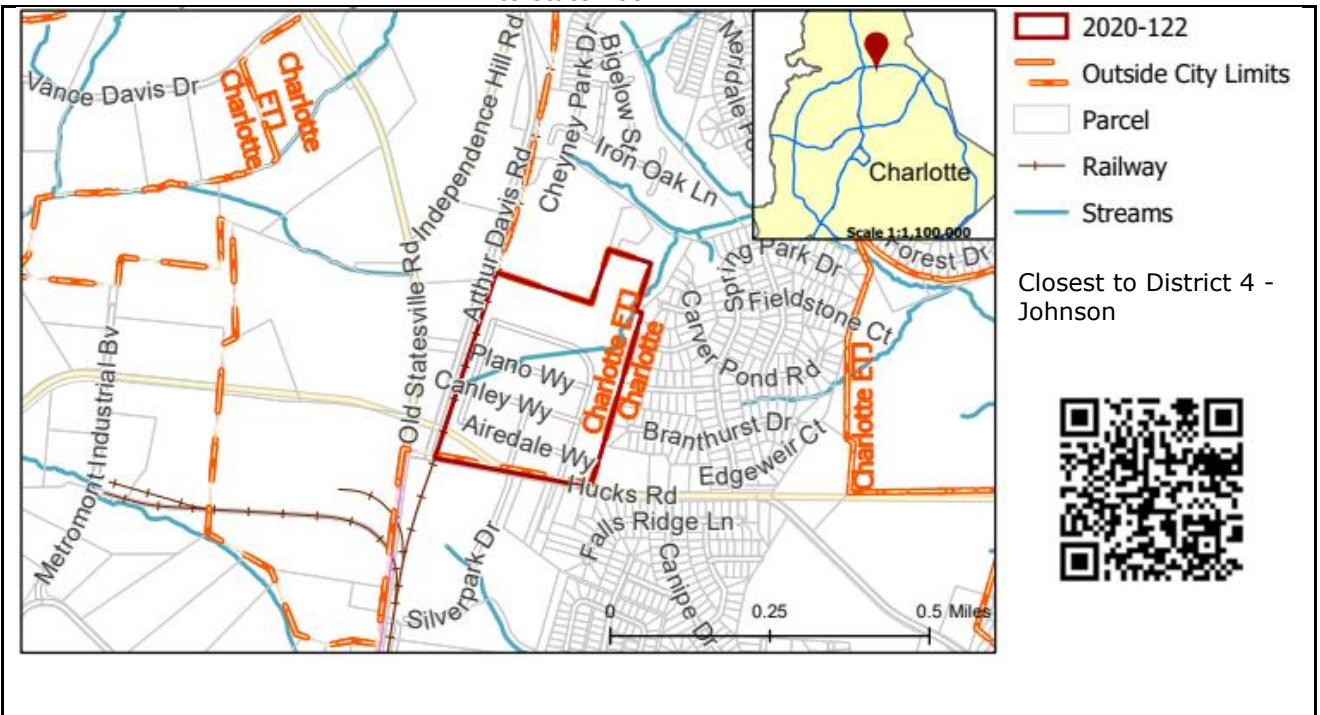 Vance Davis Dr
Charlotte
ETJ
Charlotte
Independence Hill Rd
Cheyney Park Dr
Bigelow St
Meridale
Iron Oak Ln
Arthur Davis Rd
Old Statesville Rd
Metromont Industrial Bv
Plano Wy
Canley Wy
Airedale Wy
Charlotte ETJ
Charlotte
Spring Park Dr
Forest Dr
Fieldstone Ct
Carver Pond Rd
Branthurst Dr
Edgeweir Ct
Charlotte ETJ
Hucks Rd
Falls Ridge Ln
Canipe Dr
Silverpark Dr
0 0.25 0.5 Miles
Charlotte
Scale 1:1,100,000
2020-122
Outside City Limits
Parcel
Railway
Streams
Closest to District 4 -
Johnson